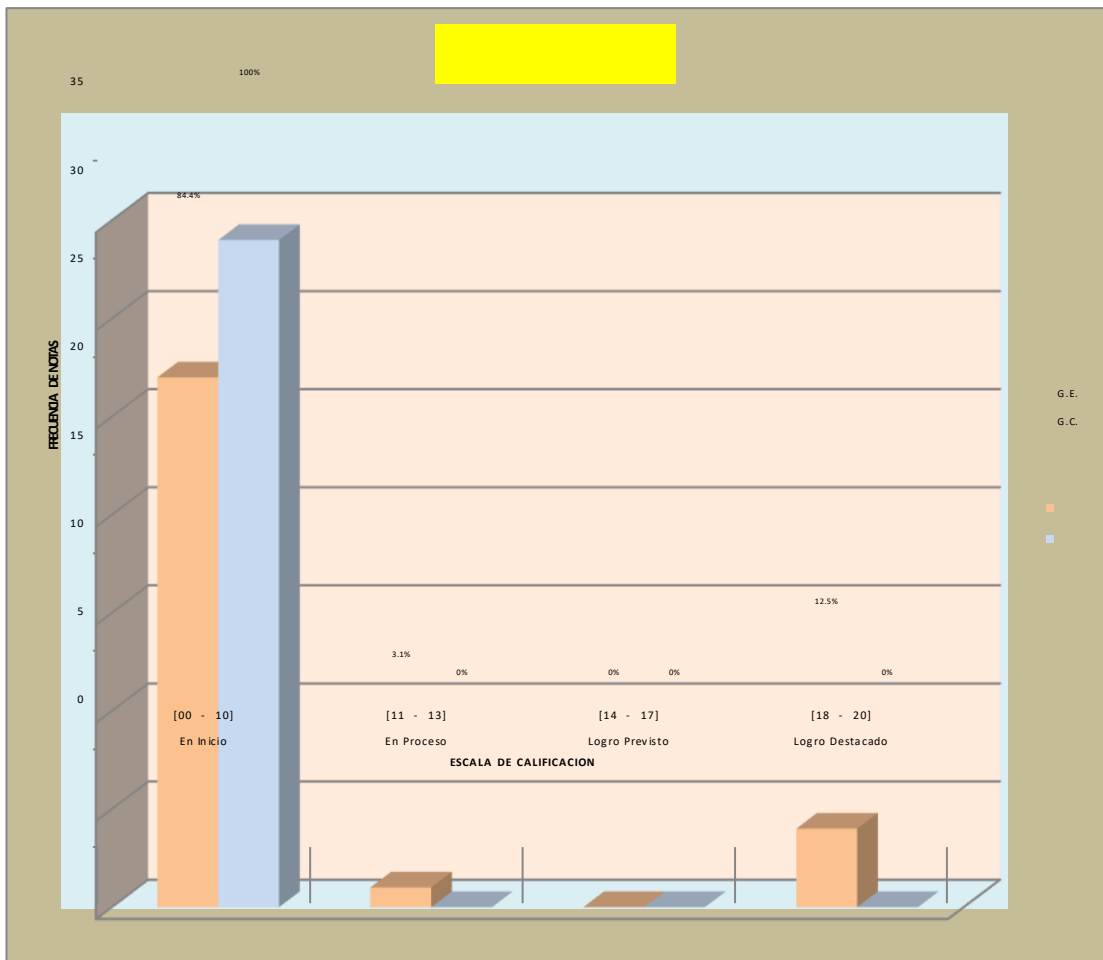 100%
35
30
84.4%
25
20
FRECUENCIA DE NOTAS
15
G.E.
G.C.
10
5
12.5%
3.1%
0%
0%
0%
0%
0
[00 - 10]
[11 - 13]
[14 - 17]
[18 - 20]
En Inicio
En Proceso
Logro Previsto
Logro Destacado
ESCALA DE CALIFICACION